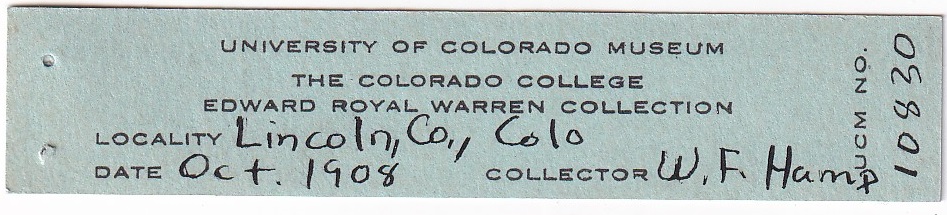 UNIVERSITY OF COLORADO MUSEUM
THE COLORADO COLLEGE
EDWARD ROYAL WARREN COLLECTION
LOCALITY Lincoln, Co., Colo
DATE Oct. 1908 COLLECTOR W. F. Hamp
UCM NO. 10830